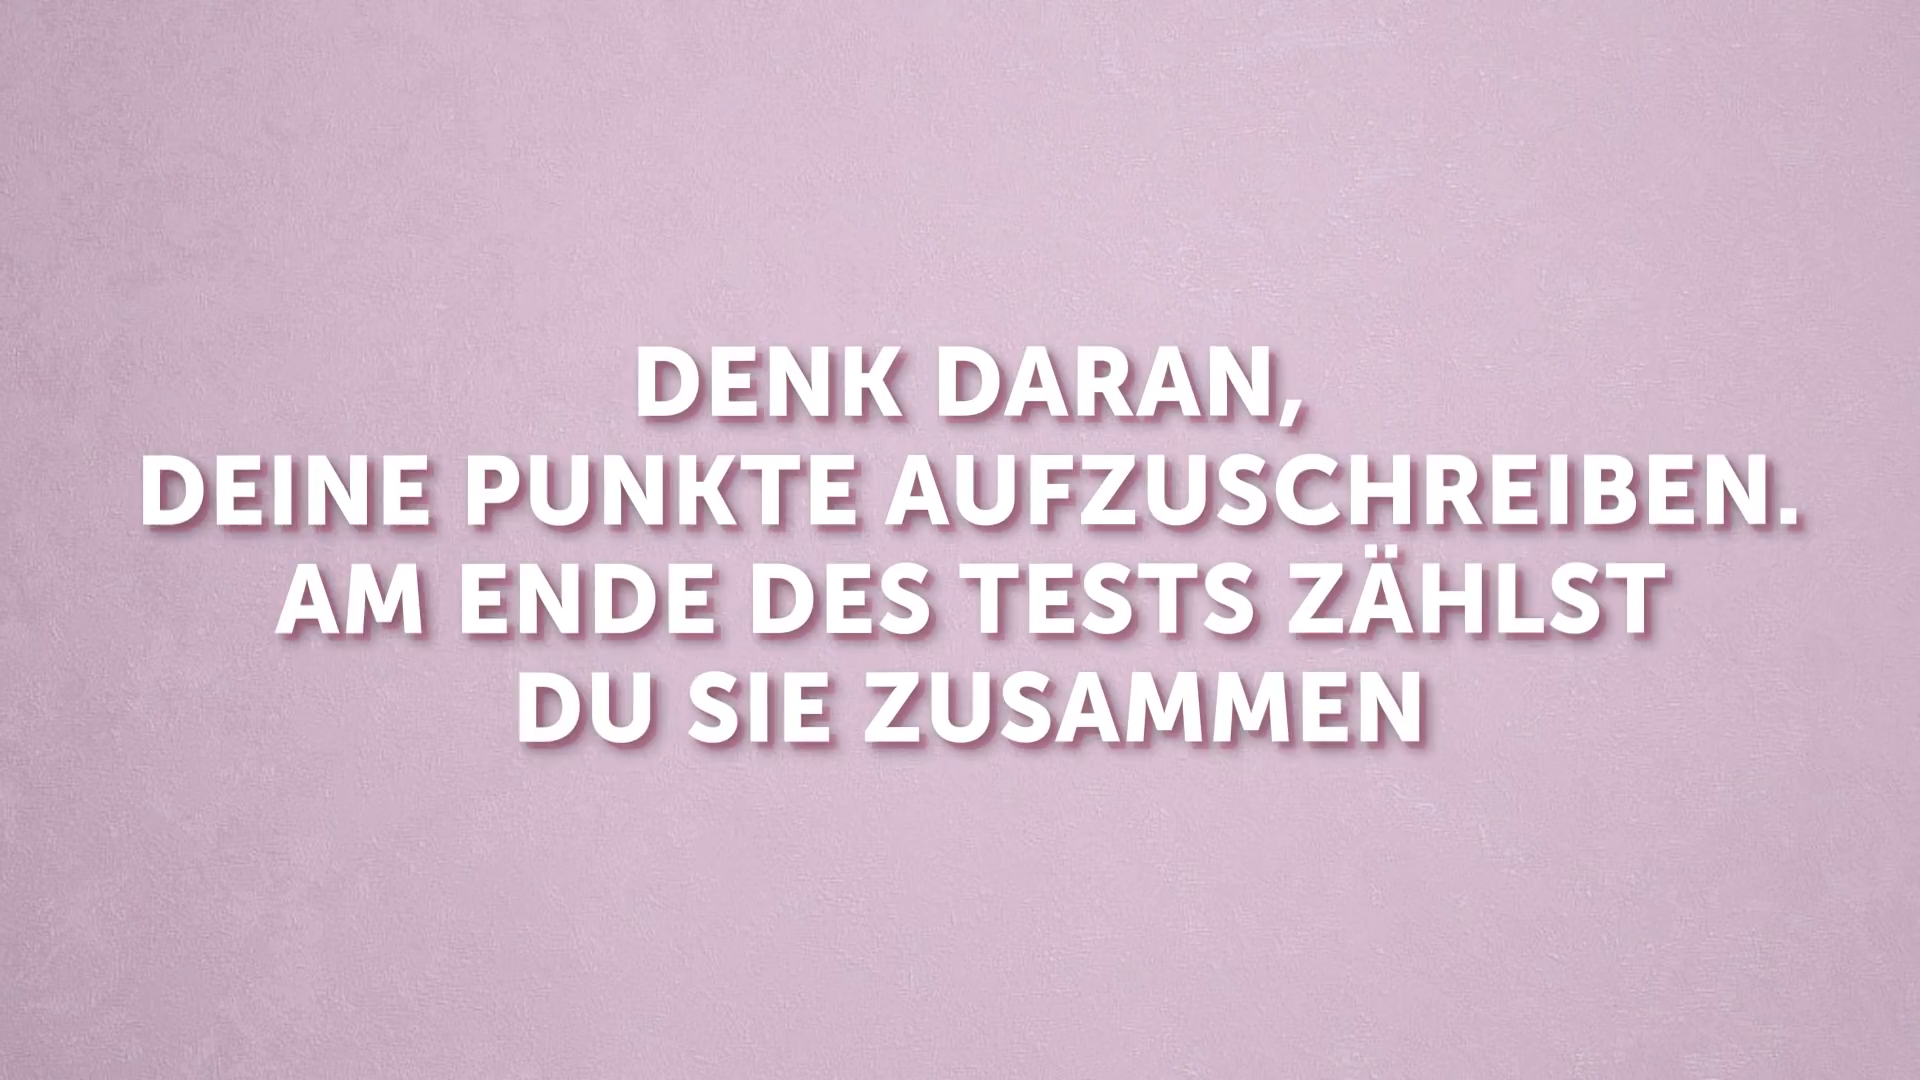 DENK DARAN,
DEINE PUNKTE AUFZUSCHREIBEN.
AM ENDE DES TESTS ZÄHLST
DU SIE ZUSAMMEN